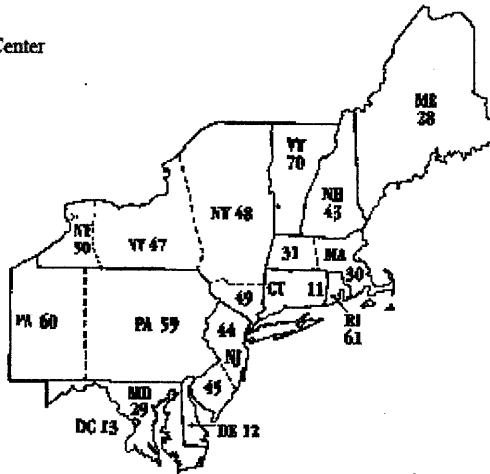 Center
ME
28
VT
70
NH
43
NY 48
NY
50
NY 47
31
MA
30
CT 11
49
RI
61
PA 60
PA 59
44
NJ
45
MD
29
DC 13
DE 12